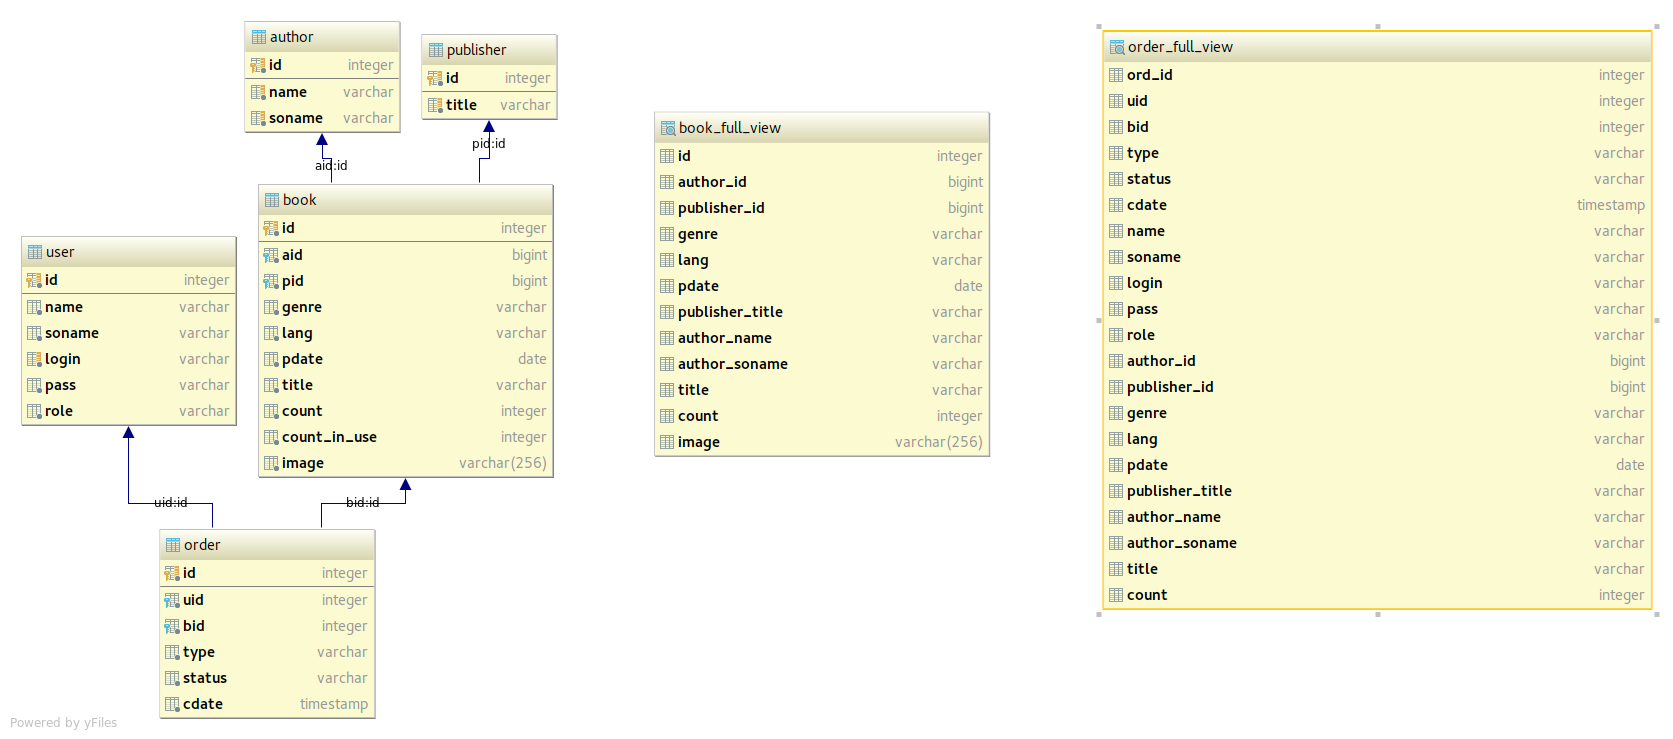 author
id integer
name varchar
soname varchar
publisher
id integer
title varchar
aid:id
pid:id
book
id integer
aid bigint
pid bigint
genre varchar
lang varchar
pdate date
title varchar
count integer
count_in_use integer
image varchar(256)
user
id integer
name varchar
soname varchar
login varchar
pass varchar
role varchar
uid:id
bid:id
order
id integer
uid integer
bid integer
type varchar
status varchar
cdate timestamp
book_full_view
id integer
author_id bigint
publisher_id bigint
genre varchar
lang varchar
pdate date
publisher_title varchar
author_name varchar
author_soname varchar
title varchar
count integer
image varchar(256)
order_full_view
ord_id integer
uid integer
bid integer
type varchar
status varchar
cdate timestamp
name varchar
soname varchar
login varchar
pass varchar
role varchar
author_id bigint
publisher_id bigint
genre varchar
lang varchar
pdate date
publisher_title varchar
author_name varchar
author_soname varchar
title varchar
count integer
Powered by yFiles